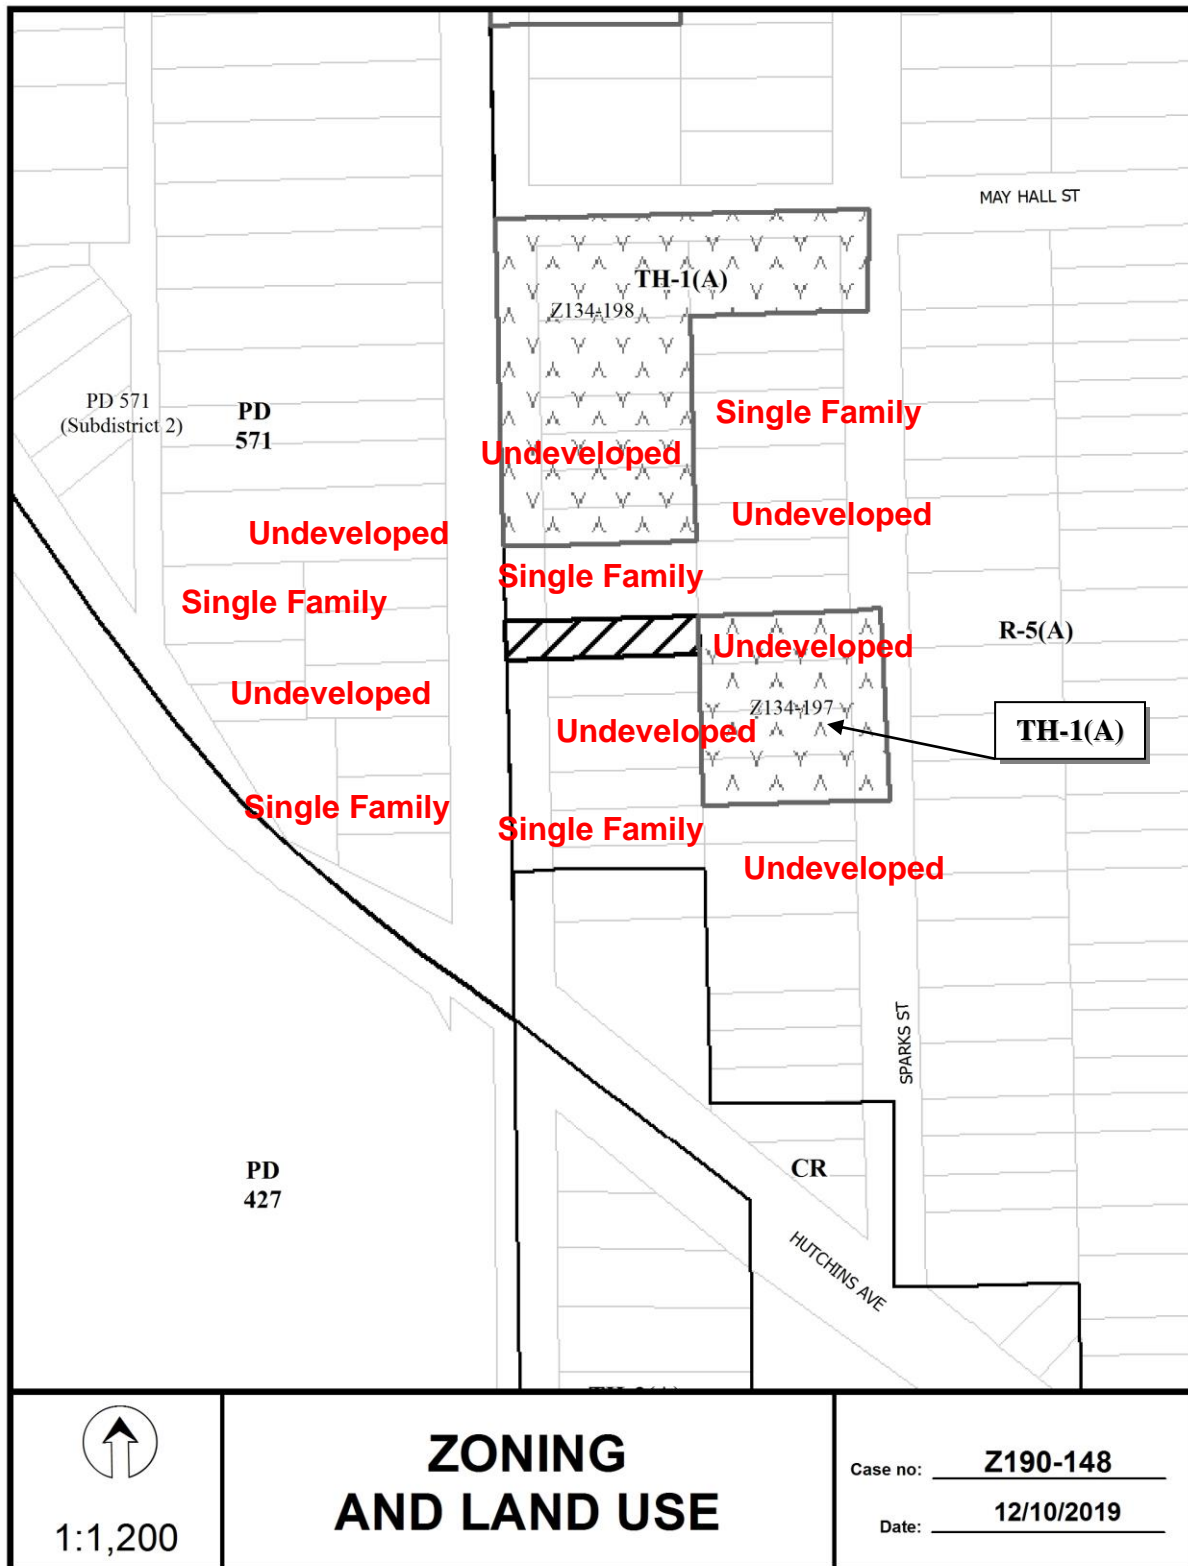 MAY HALL ST
TH-1(A)
Z134-198
PD 571
(Subdistrict 2)
PD
571
Single Family
Undeveloped
Undeveloped
Undeveloped
Single Family
Single Family
R-5(A)
Undeveloped
Undeveloped
Z134-197
TH-1(A)
Undeveloped
Single Family
Single Family
Undeveloped
SPARKS ST
CR
PD
427
HUTCHINS AVE
ZONING
AND LAND USE
1:1,200
Case no: Z190-148
Date: 12/10/2019